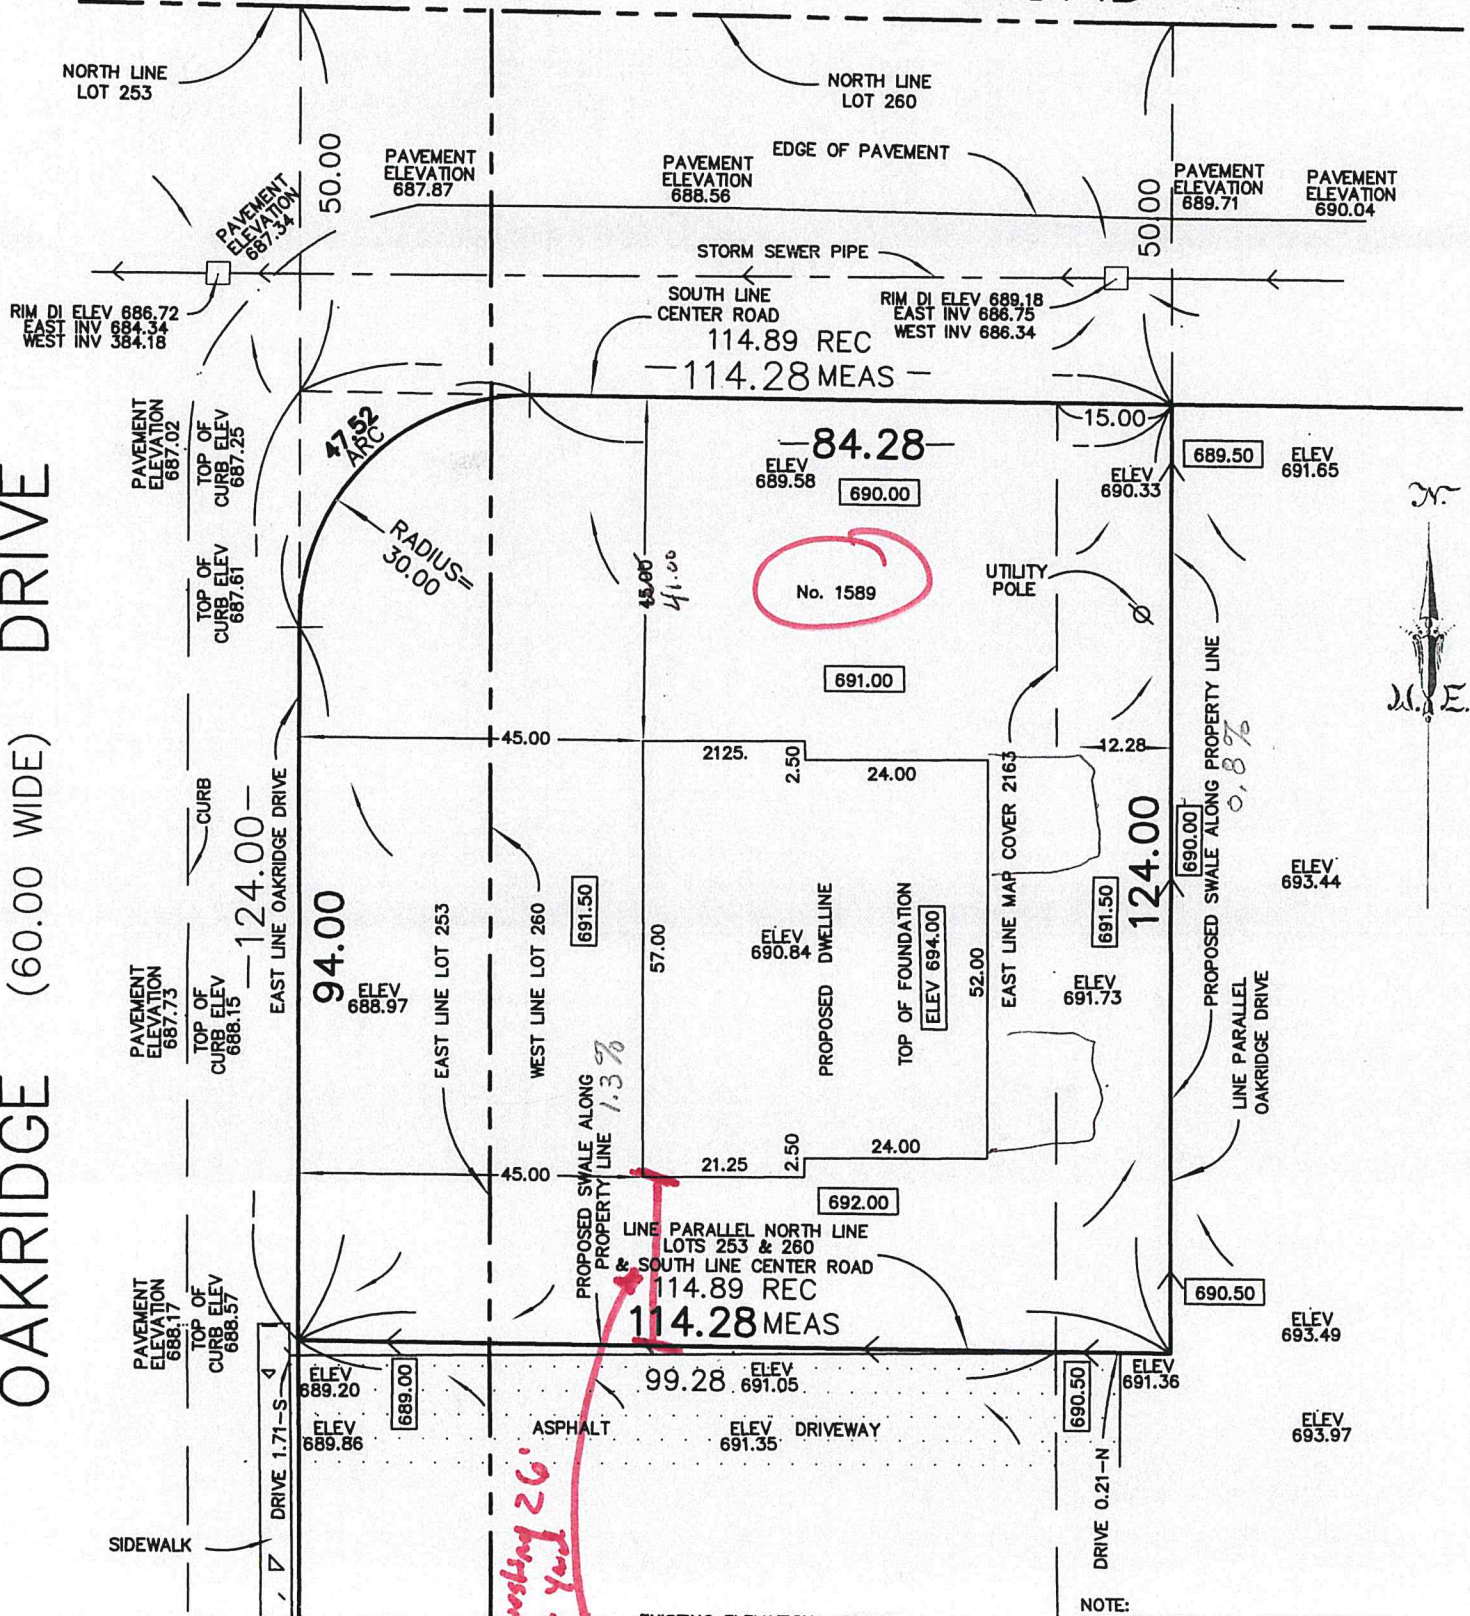 NORTH LINE
LOT 253
NORTH LINE
LOT 260
50.00
PAVEMENT
ELEVATION
687.34
PAVEMENT
ELEVATION
687.87
PAVEMENT
ELEVATION
688.56
EDGE OF PAVEMENT
50.00
PAVEMENT
ELEVATION
689.71
PAVEMENT
ELEVATION
690.04
STORM SEWER PIPE
RIM DI ELEV 686.72
EAST INV 684.34
WEST INV 384.18
SOUTH LINE
CENTER ROAD
RIM DI ELEV 689.18
EAST INV 686.75
WEST INV 686.34
114.89 REC
114.28 MEAS
15.00
84.28
47.52
ARC
RADIUS=
30.00
ELEV
689.58
690.00
ELEV
690.33
689.50
ELEV
691.65
PAVEMENT
ELEVATION
687.02
TOP OF
CURB ELEV
687.25
TOP OF
CURB ELEV
687.61
N.
W. E.
45.00
41.00
No. 1589
UTILITY
POLE
691.00
OAKRIDGE (60.00 WIDE) DRIVE
CURB
124.00
EAST LINE OAKRIDGE DRIVE
94.00
45.00
2125.
2.50
24.00
12.28
EAST LINE MAP COVER 2163
PROPOSED SWALE ALONG PROPERTY LINE
0.8%
124.00
690.00
ELEV
693.44
691.50
691.50
57.00
ELEV
690.84
PROPOSED DWELLINE
TOP OF FOUNDATION
ELEV 694.00
52.00
ELEV
691.73
EAST LINE LOT 253
WEST LINE LOT 260
ELEV
688.97
PAVEMENT
ELEVATION
687.73
TOP OF
CURB ELEV
688.15
LINE PARALLEL
OAKRIDGE DRIVE
PROPOSED SWALE ALONG
PROPERTY LINE
1.3%
45.00
21.25
2.50
24.00
692.00
LINE PARALLEL NORTH LINE
LOTS 253 & 260
& SOUTH LINE CENTER ROAD
114.89 REC
114.28 MEAS
690.50
ELEV
693.49
PAVEMENT
ELEVATION
688.17
TOP OF
CURB ELEV
688.57
ELEV
689.20
689.00
99.28
ELEV
691.05
690.50
ELEV
691.36
ELEV
689.86
ASPHALT
ELEV
691.35
DRIVEWAY
ELEV
693.97
DRIVE 1.71-S
DRIVE 0.21-N
SIDEWALK
26'
Yard
NOTE: